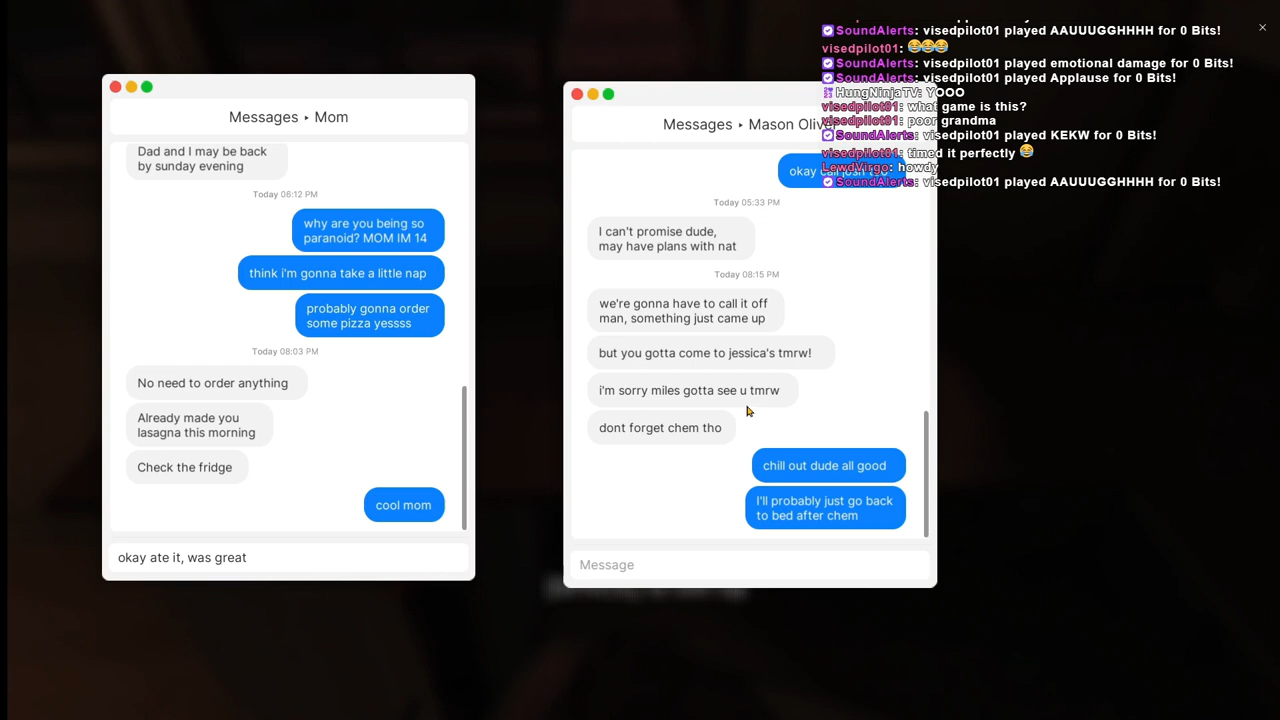 Messages ‣ Mom
Dad and I may be back
by sunday evening
Today 06:12 PM
why are you being so
paranoid? MOM IM 14
think i'm gonna take a little nap
probably gonna order
some pizza yessss
Today 08:03 PM
No need to order anything
Already made you
lasagna this morning
Check the fridge
cool mom
okay ate it, was great
Messages ‣ Mason Oliver
okay
Today 05:33 PM
I can't promise dude,
may have plans with nat
Today 08:15 PM
we're gonna have to call it off
man, something just came up
but you gotta come to jessica's tmrw!
i'm sorry miles gotta see u tmrw
dont forget chem tho
chill out dude all good
I'll probably just go back
to bed after chem
Message
SoundAlerts: visedpilot01 played AAUUUGGHHHH for 0 Bits!
visedpilot01: 😂😂😂
SoundAlerts: visedpilot01 played emotional damage for 0 Bits!
SoundAlerts: visedpilot01 played Applause for 0 Bits!
HungNinjaTV: YOOO
visedpilot01: what game is this?
visedpilot01: poor grandma
SoundAlerts: visedpilot01 played KEKW for 0 Bits!
visedpilot01: timed it perfectly 😂
LewdVirgo: howdy
SoundAlerts: visedpilot01 played AAUUUGGHHHH for 0 Bits!